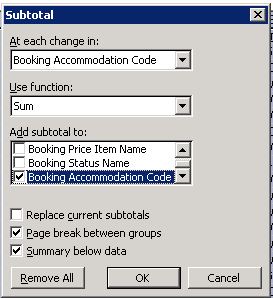 Subtotal
At each change in:
Booking Accommodation Code
Use function:
Sum
Add subtotal to:
Booking Price Item Name
Booking Status Name
Booking Accommodation Code
Replace current subtotals
Page break between groups
Summary below data
Remove All
OK
Cancel